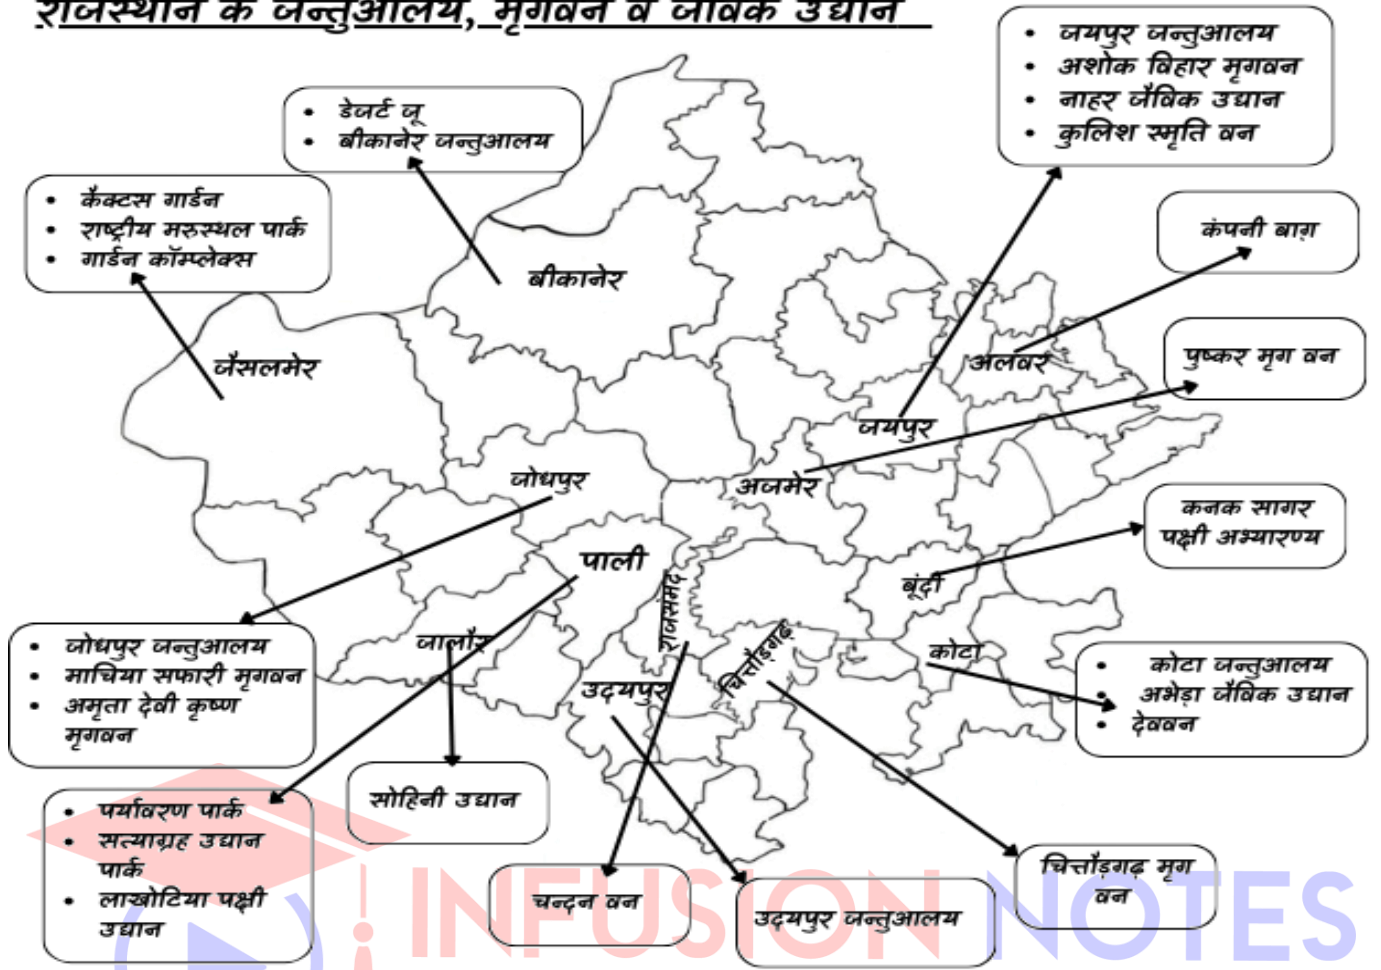 राजस्थान के जन्तुआलय, मृगवन व जैविक उद्यान
जयपुर जन्तुआलय
अशोक विहार मृगवन
नाहर जैविक उद्यान
कुलिश स्मृति वन
डेजर्ट जू
बीकानेर जन्तुआलय
कैक्टस गार्डन
राष्ट्रीय मरुस्थल पार्क
गार्डन कॉम्प्लेक्स
कंपनी बाग़
पुष्कर मृग वन
कनक सागर
पक्षी अभ्यारण्य
बीकानेर
जैसलमेर
अलवर
जयपुर
जोधपुर
अजमेर
पाली
राजसमंद
बूंदी
जालौर
चित्तौड़गढ़
कोटा
उदयपुर
जोधपुर जन्तुआलय
माचिया सफारी मृगवन
अमृता देवी कृष्ण
मृगवन
कोटा जन्तुआलय
अभेड़ा जैविक उद्यान
देववन
पर्यावरण पार्क
सत्याग्रह उद्यान
पार्क
लाखोटिया पक्षी
उद्यान
सोहिनी उद्यान
चन्दन वन
उदयपुर जन्तुआलय
चित्तौड़गढ़ मृग
वन
INFUSION NOTES